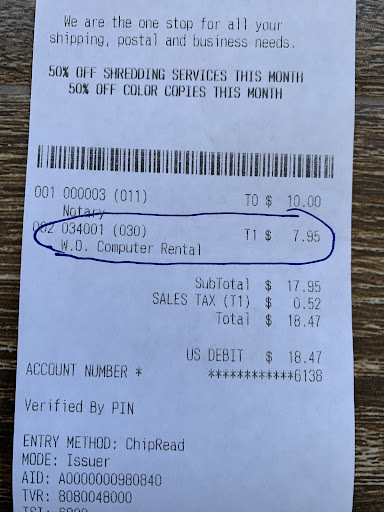 We are the one stop for all your
shipping, postal and business needs.
50% OFF SHREDDING SERVICES THIS MONTH
50% OFF COLOR COPIES THIS MONTH
001 000003 (011) T0 $ 10.00
Notary
002 034001 (030) T1 $ 7.95
W.O. Computer Rental
SubTotal $ 17.95
SALES TAX (T1) $ 0.52
Total $ 18.47
US DEBIT $ 18.47
ACCOUNT NUMBER * ************6138
Verified By PIN
ENTRY METHOD: ChipRead
MODE: Issuer
AID: A0000000980840
TVR: 8080048000
TSI: 6800